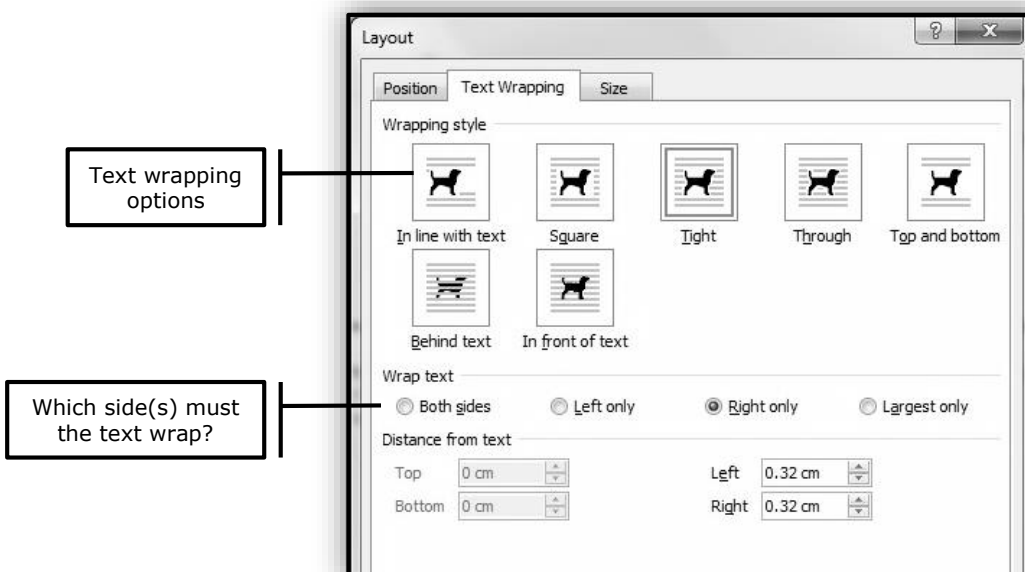 Layout
? X
Position Text Wrapping Size
Wrapping style
Text wrapping
options
In line with text Square Tight Through Top and bottom
Behind text In front of text
Wrap text
Which side(s) must
the text wrap?
Both sides Left only Right only Largest only
Distance from text
Top 0 cm Left 0.32 cm
Bottom 0 cm Right 0.32 cm